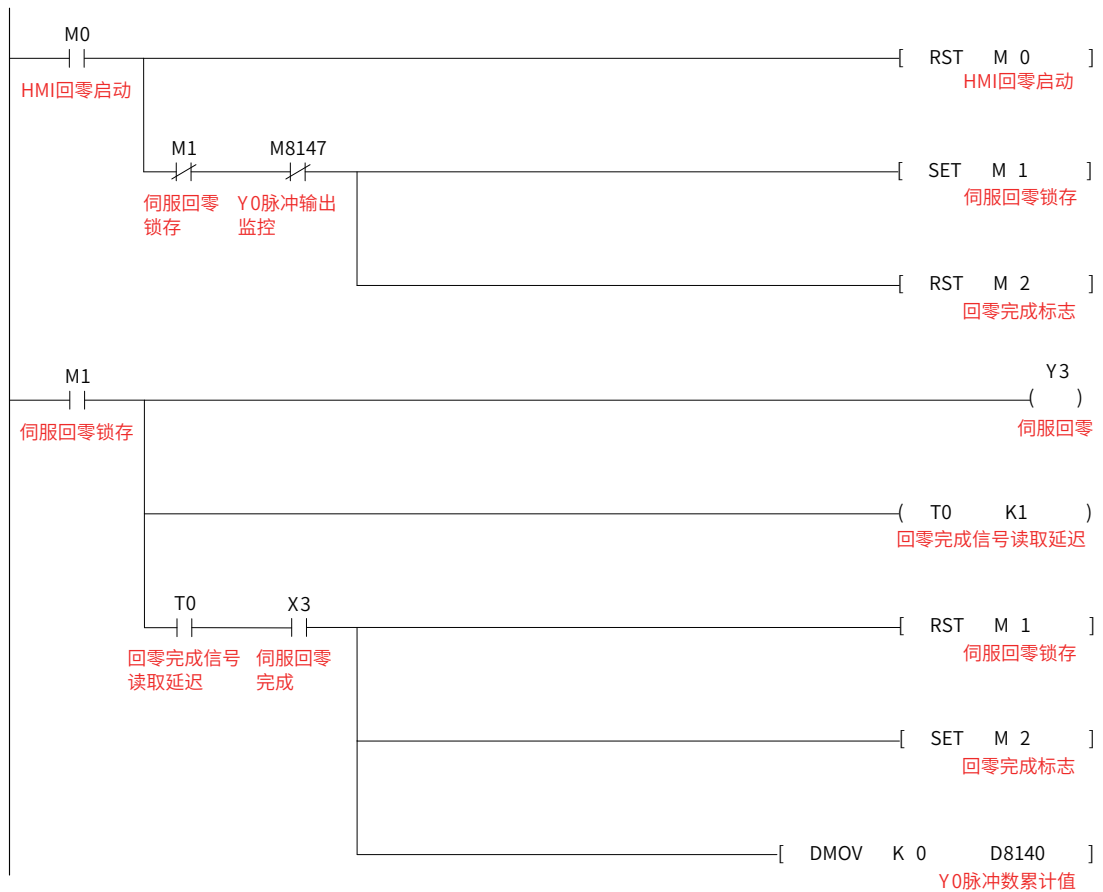 M0
[ RST M 0 ]
HMI回零启动
HMI回零启动
M1 M8147
[ SET M 1 ]
伺服回零
锁存
Y0脉冲输出
监控
伺服回零锁存
[ RST M 2 ]
回零完成标志
M1
Y3
( )
伺服回零锁存
伺服回零
( T0 K1 )
回零完成信号读取延迟
T0 X3
[ RST M 1 ]
回零完成信号
读取延迟
伺服回零
完成
伺服回零锁存
[ SET M 2 ]
回零完成标志
[ DMOV K 0 D8140 ]
Y0脉冲数累计值